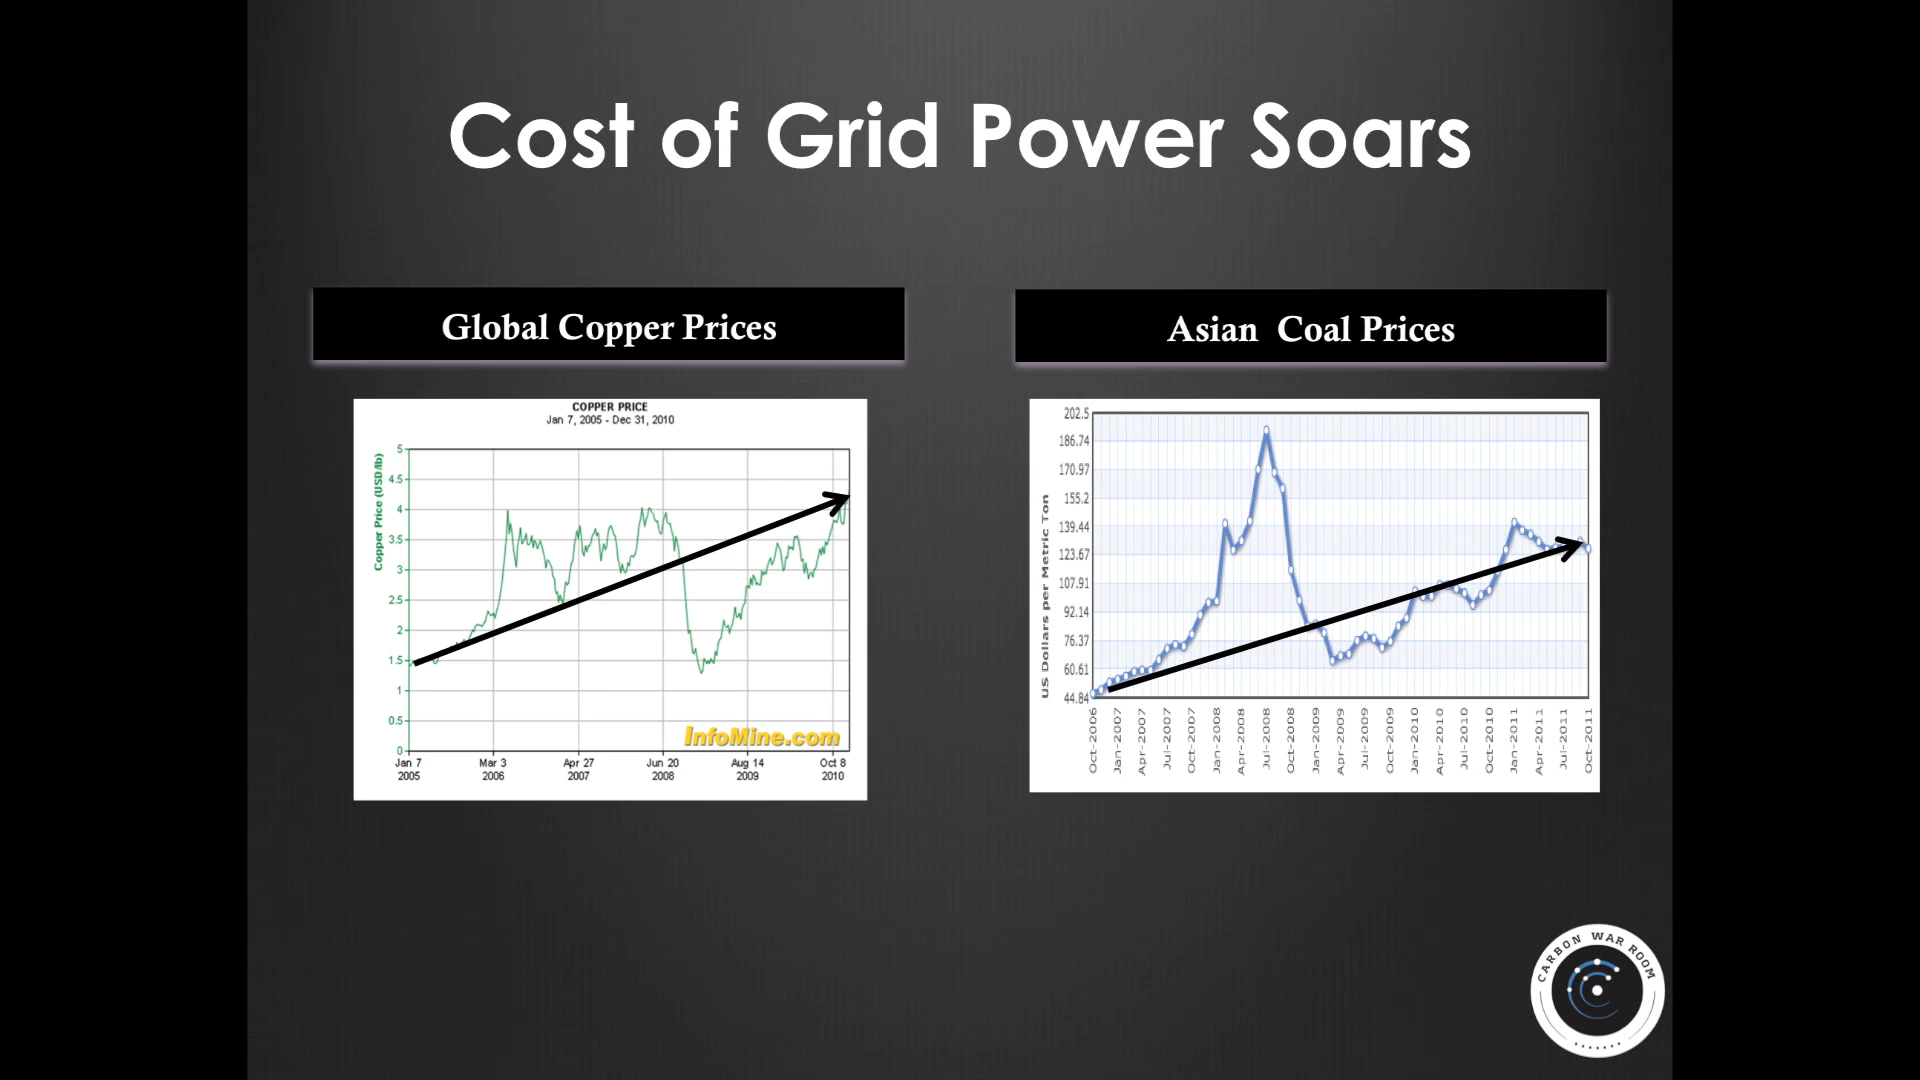 Cost of Grid Power Soars
Global Copper Prices
COPPER PRICE
Jan 7, 2005 - Dec 31, 2010
Copper Price (USD/lb)
5
4.5
4
3.5
3
2.5
2
1.5
1
0.5
0
InfoMine.com
Jan 7 Mar 3 Apr 27 Jun 20 Aug 14 Oct 8
2005 2006 2007 2008 2009 2010
Asian Coal Prices
US Dollars per Metric Ton
202.5
186.74
170.97
155.2
139.44
123.67
107.91
92.14
76.37
60.61
44.84
Oct-2006 Jan-2007 Apr-2007 Jul-2007 Oct-2007 Jan-2008 Apr-2008 Jul-2008 Oct-2008 Jan-2009 Apr-2009 Jul-2009 Oct-2009 Jan-2010 Apr-2010 Jul-2010 Oct-2010 Jan-2011 Apr-2011 Jul-2011 Oct-2011
CARBON WAR ROOM